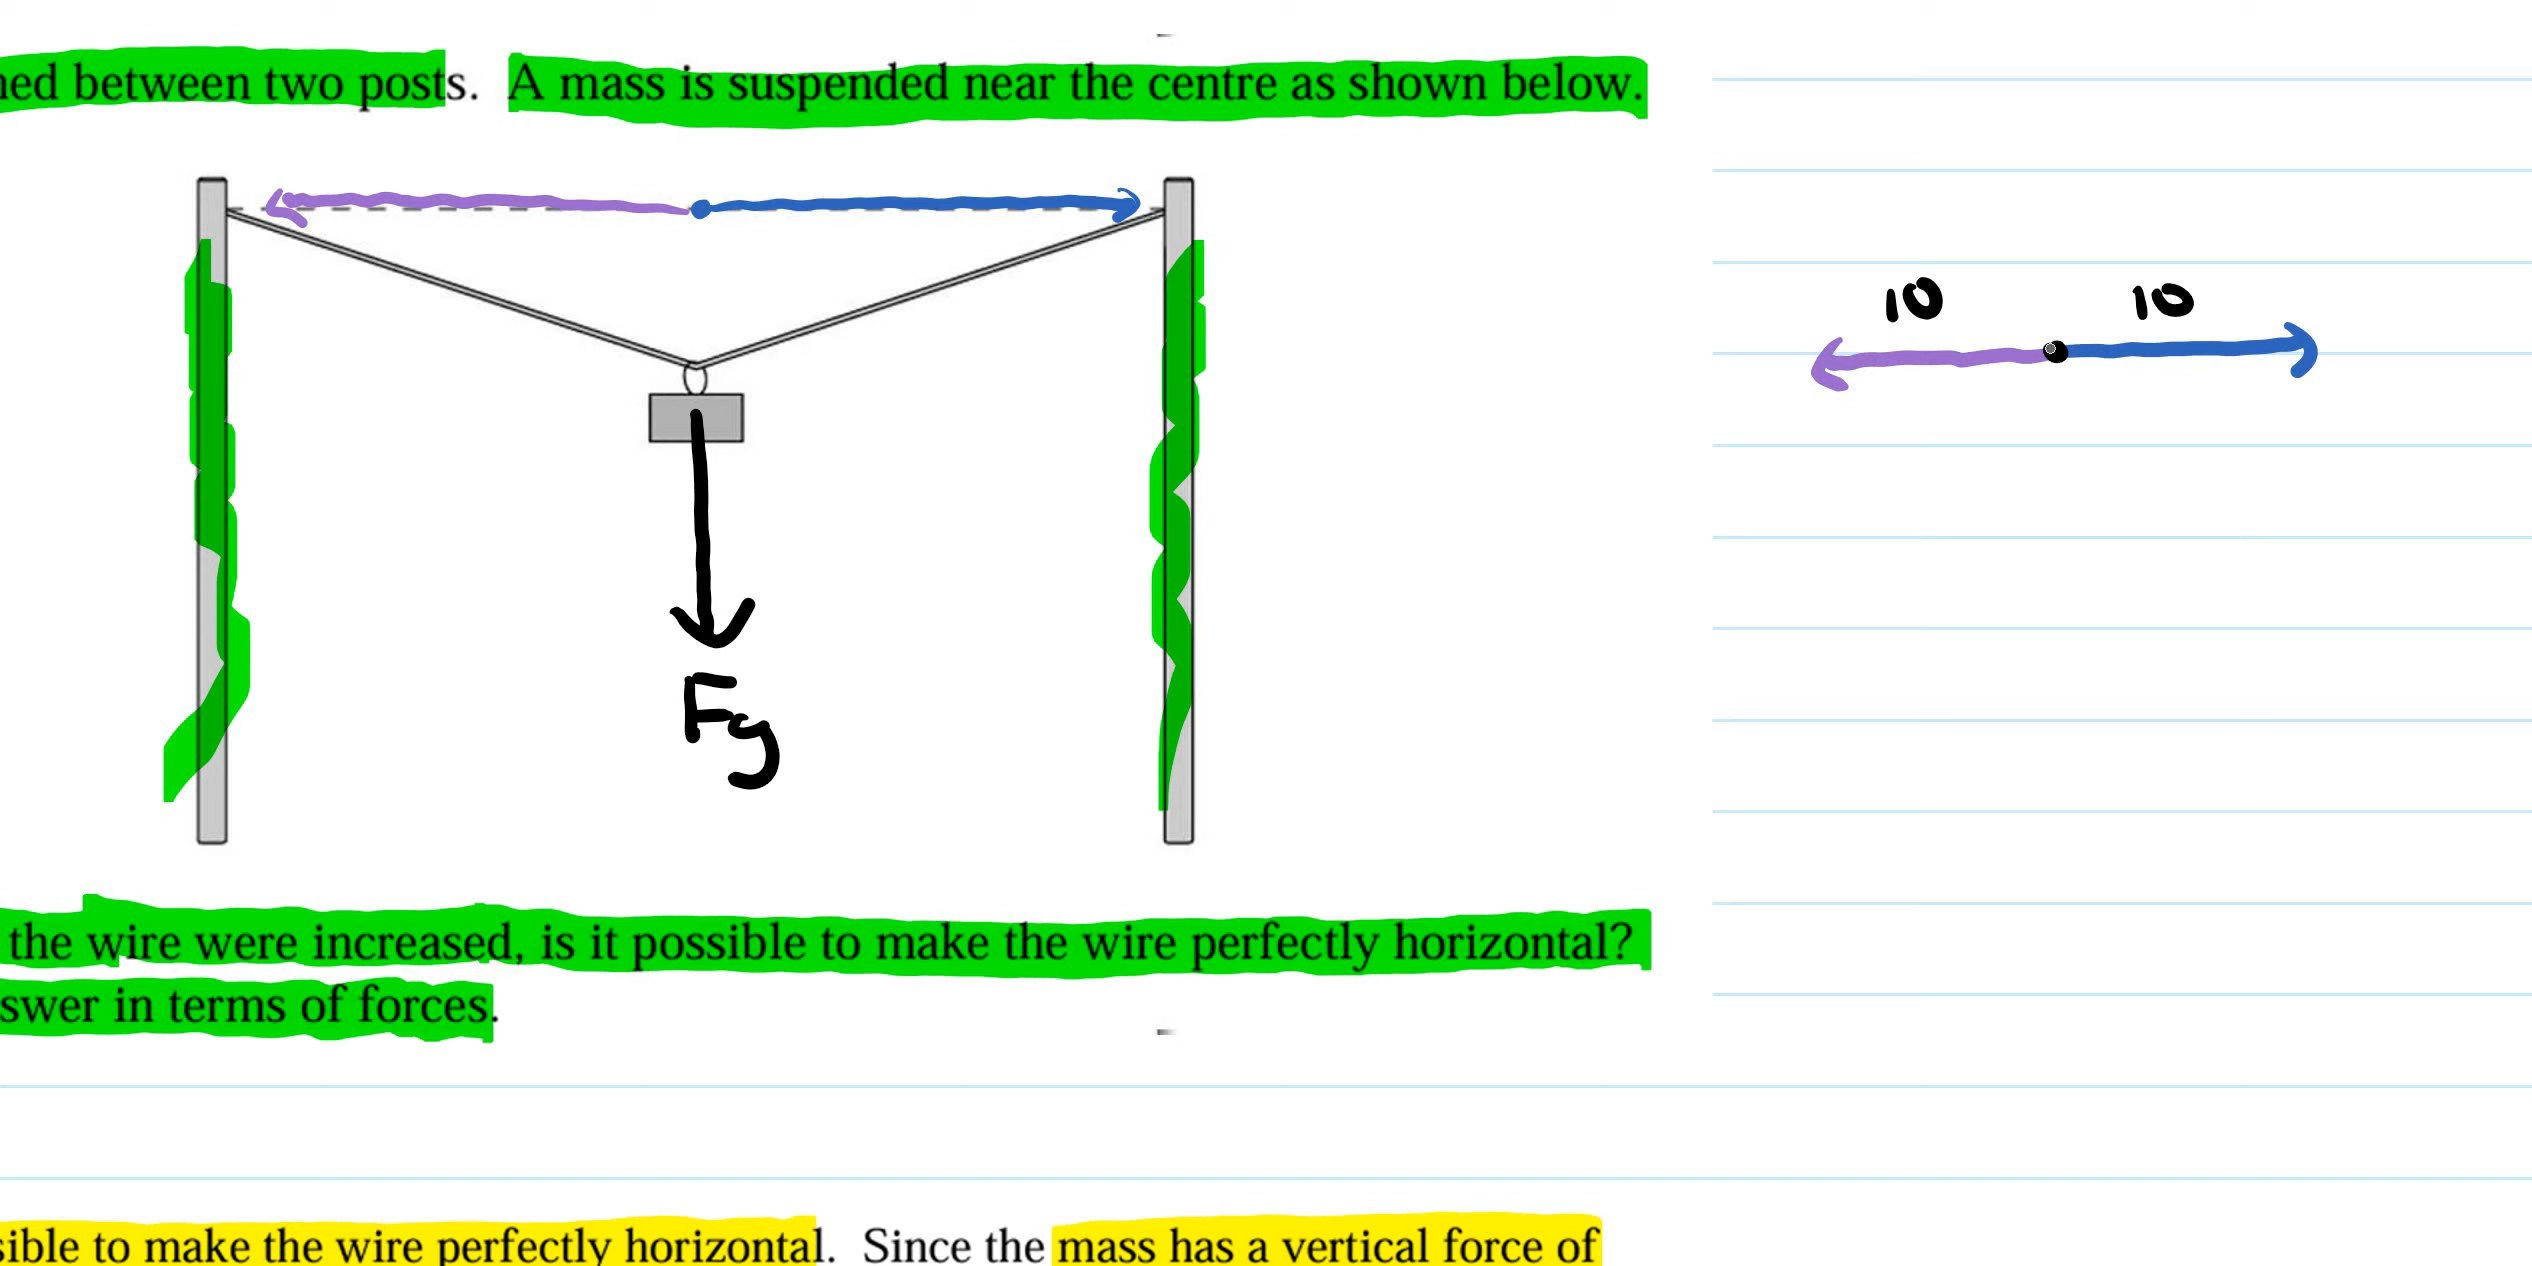 ned between two posts. A mass is suspended near the centre as shown below.
10 10
Fg
the wire were increased, is it possible to make the wire perfectly horizontal?
swer in terms of forces.
sible to make the wire perfectly horizontal. Since the mass has a vertical force of